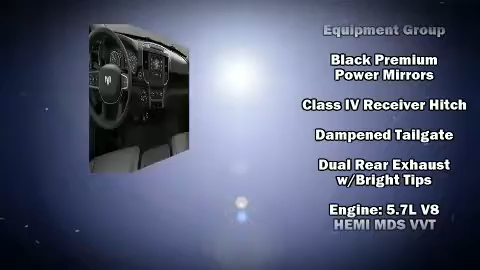 Equipment Group
Black Premium
Power Mirrors
Class IV Receiver Hitch
Dampened Tailgate
Dual Rear Exhaust
w/Bright Tips
Engine: 5.7L V8
HEMI MDS VVT